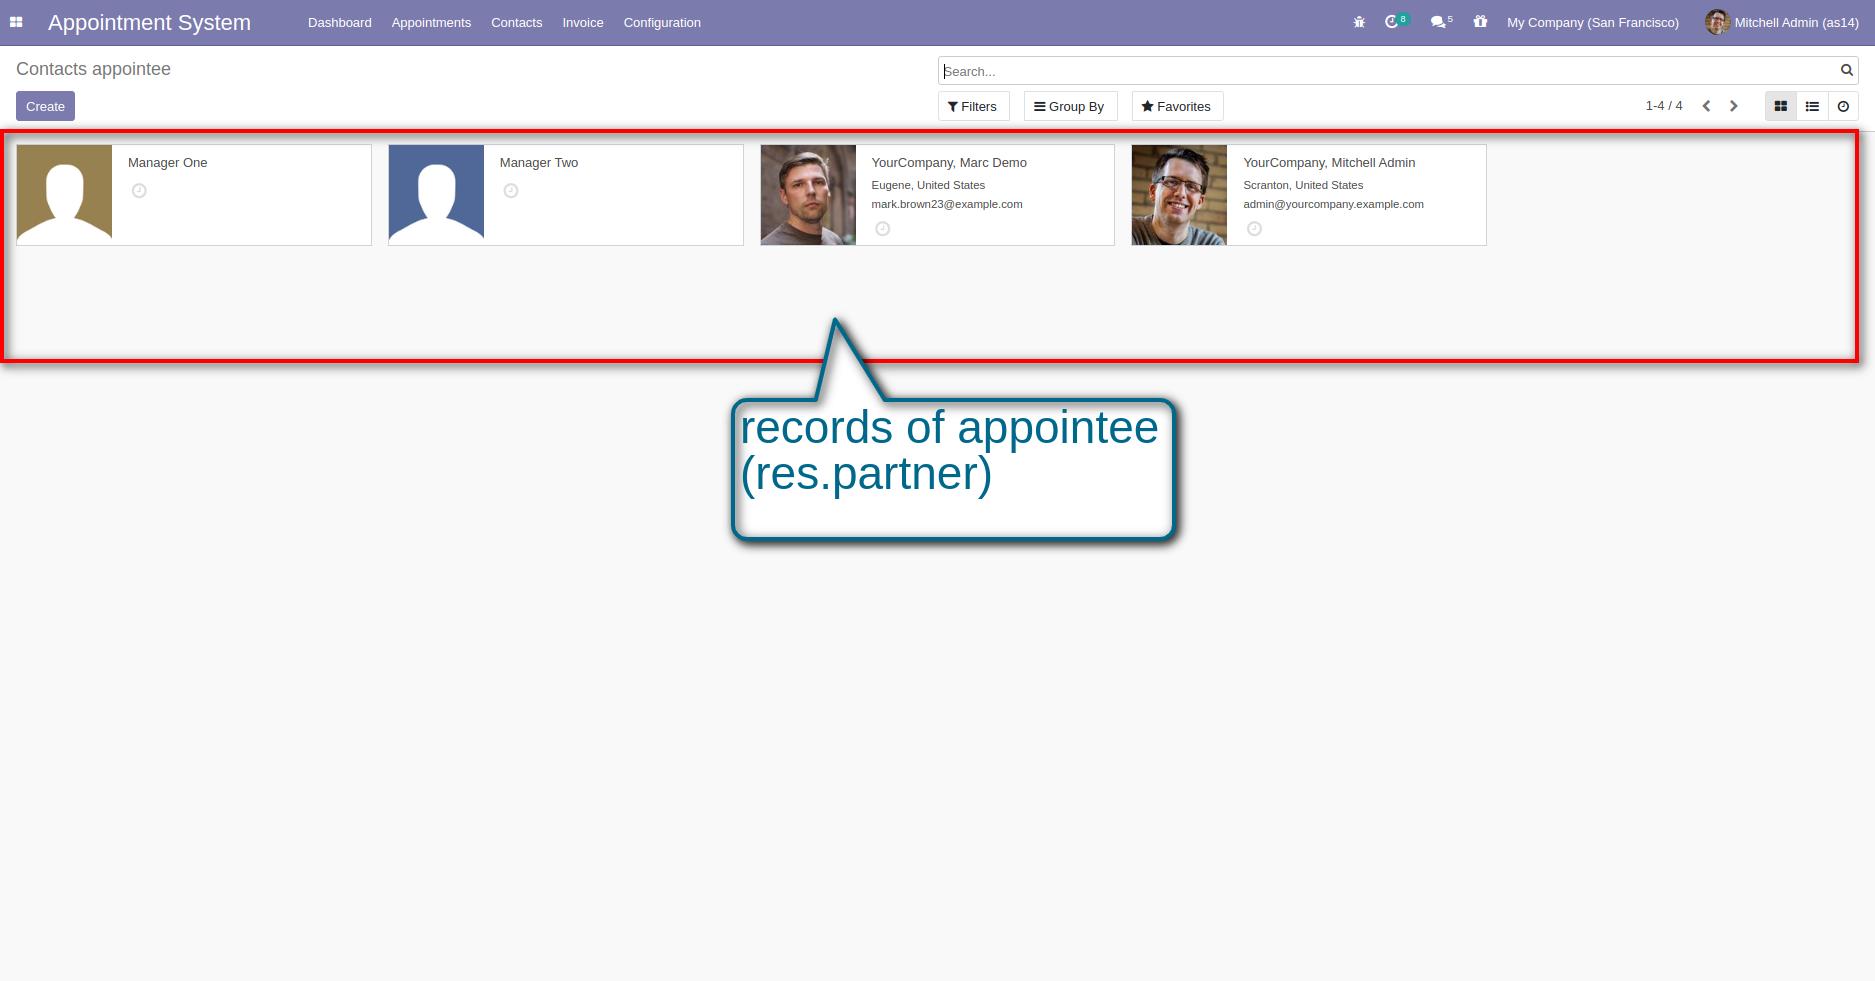 Appointment System Dashboard Appointments Contacts Invoice Configuration 8 5 My Company (San Francisco) Mitchell Admin (as14)
Contacts appointee
Search...
Create
Filters Group By Favorites 1-4 / 4
Manager One
Manager Two
YourCompany, Marc Demo
Eugene, United States
mark.brown23@example.com
YourCompany, Mitchell Admin
Scranton, United States
admin@yourcompany.example.com
records of appointee
(res.partner)